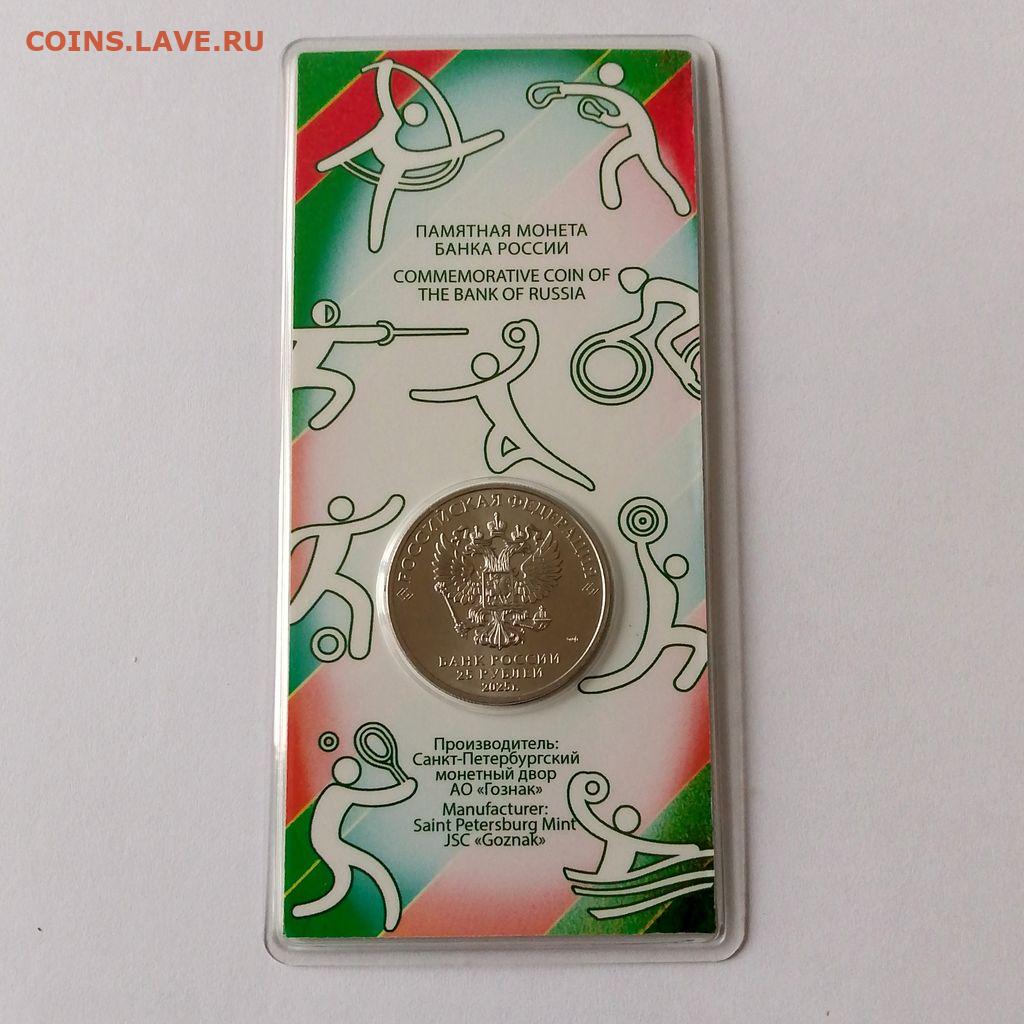 COINS.LAVE.RU
ПАМЯТНАЯ МОНЕТА
БАНКА РОССИИ
COMMEMORATIVE COIN OF
THE BANK OF RUSSIA
РОССИЙСКАЯ ФЕДЕРАЦИЯ
БАНК РОССИИ
25 РУБЛЕЙ
2025г.
Производитель:
Санкт-Петербургский
монетный двор
АО «Гознак»
Manufacturer:
Saint Petersburg Mint
JSC «Goznak»